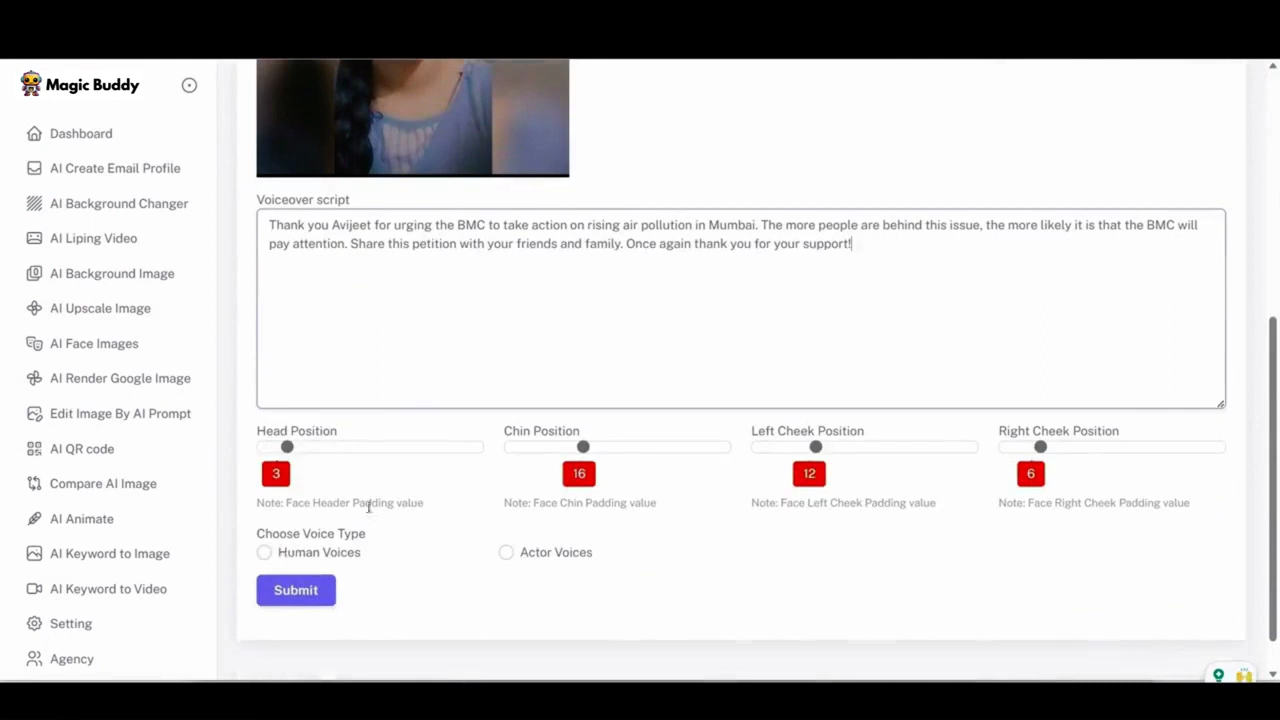 Magic Buddy
Dashboard
AI Create Email Profile
AI Background Changer
AI Liping Video
AI Background Image
AI Upscale Image
AI Face Images
AI Render Google Image
Edit Image By AI Prompt
AI QR code
Compare AI Image
AI Animate
AI Keyword to Image
AI Keyword to Video
Setting
Agency
Voiceover script
Thank you Avijeet for urging the BMC to take action on rising air pollution in Mumbai. The more people are behind this issue, the more likely it is that the BMC will
pay attention. Share this petition with your friends and family. Once again thank you for your support!
Head Position Chin Position Left Cheek Position Right Cheek Position
3 16 12 6
Note: Face Header Padding value Note: Face Chin Padding value Note: Face Left Cheek Padding value Note: Face Right Cheek Padding value
Choose Voice Type
Human Voices Actor Voices
Submit